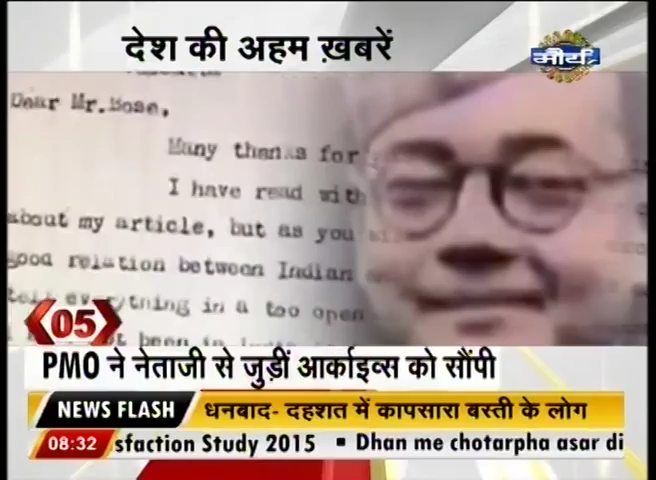 देश की अहम ख़बरें
मौर्य
Dear Mr. Bose,
Many thanks for
I have read with
about my article, but as you
good relation between Indian
tell everything in a too open
05
PMO ने नेताजी से जुड़ीं आर्काइव्स को सौंपी
NEWS FLASH धनबाद- दहशत में कापसारा बस्ती के लोग
08:32 sfaction Study 2015 ▪ Dhan me chotarpha asar di